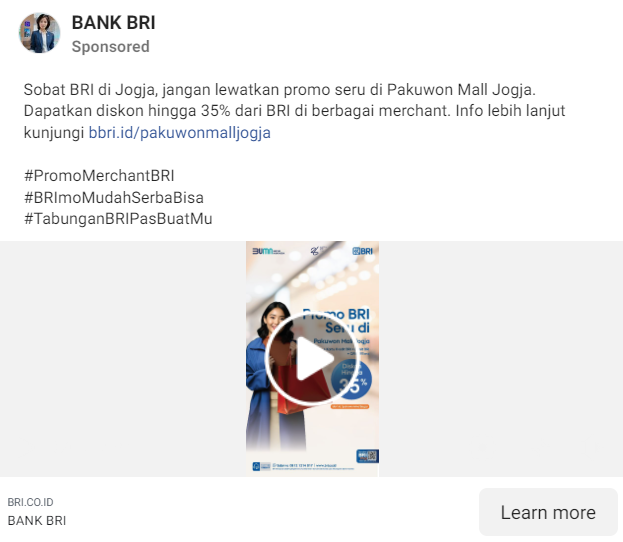 BANK BRI
Sponsored
Sobat BRI di Jogja, jangan lewatkan promo seru di Pakuwon Mall Jogja.
Dapatkan diskon hingga 35% dari BRI di berbagai merchant. Info lebih lanjut
kunjungi bbri.id/pakuwonmalljogja
#PromoMerchantBRI
#BRImoMudahSerbaBisa
#TabunganBRIPasBuatMu
BUMN
BRI
Promo BRI
Seru di
Pakuwon Mall Jogja
Diskon
Hingga
35%
BRI.CO.ID
BANK BRI
Learn more